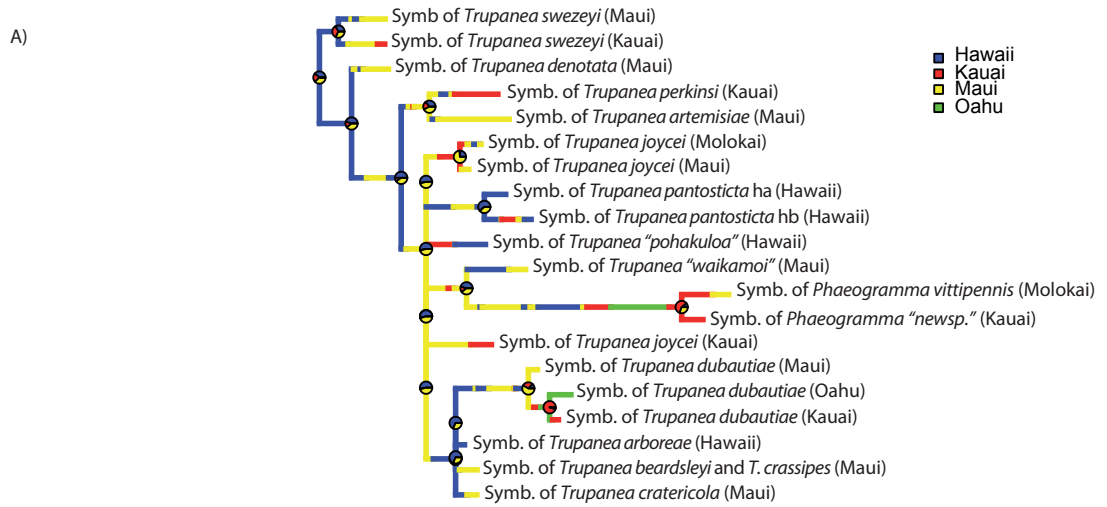 A)
Symb of Trupanea swezeyi (Maui)
Symb. of Trupanea swezeyi (Kauai)
Symb. of Trupanea denotata (Maui)
Symb. of Trupanea perkinsi (Kauai)
Symb. of Trupanea artemisiae (Maui)
Symb. of Trupanea joycei (Molokai)
Symb. of Trupanea joycei (Maui)
Symb. of Trupanea pantosticta ha (Hawaii)
Symb. of Trupanea pantosticta hb (Hawaii)
Symb. of Trupanea “pohakuloa” (Hawaii)
Symb. of Trupanea “waikamoi” (Maui)
Symb. of Phaeogramma vittipennis (Molokai)
Symb. of Phaeogramma “newsp.” (Kauai)
Symb. of Trupanea joycei (Kauai)
Symb. of Trupanea dubautiae (Maui)
Symb. of Trupanea dubautiae (Oahu)
Symb. of Trupanea dubautiae (Kauai)
Symb. of Trupanea arboreae (Hawaii)
Symb. of Trupanea beardsleyi and T. crassipes (Maui)
Symb. of Trupanea cratericola (Maui)
Hawaii
Kauai
Maui
Oahu